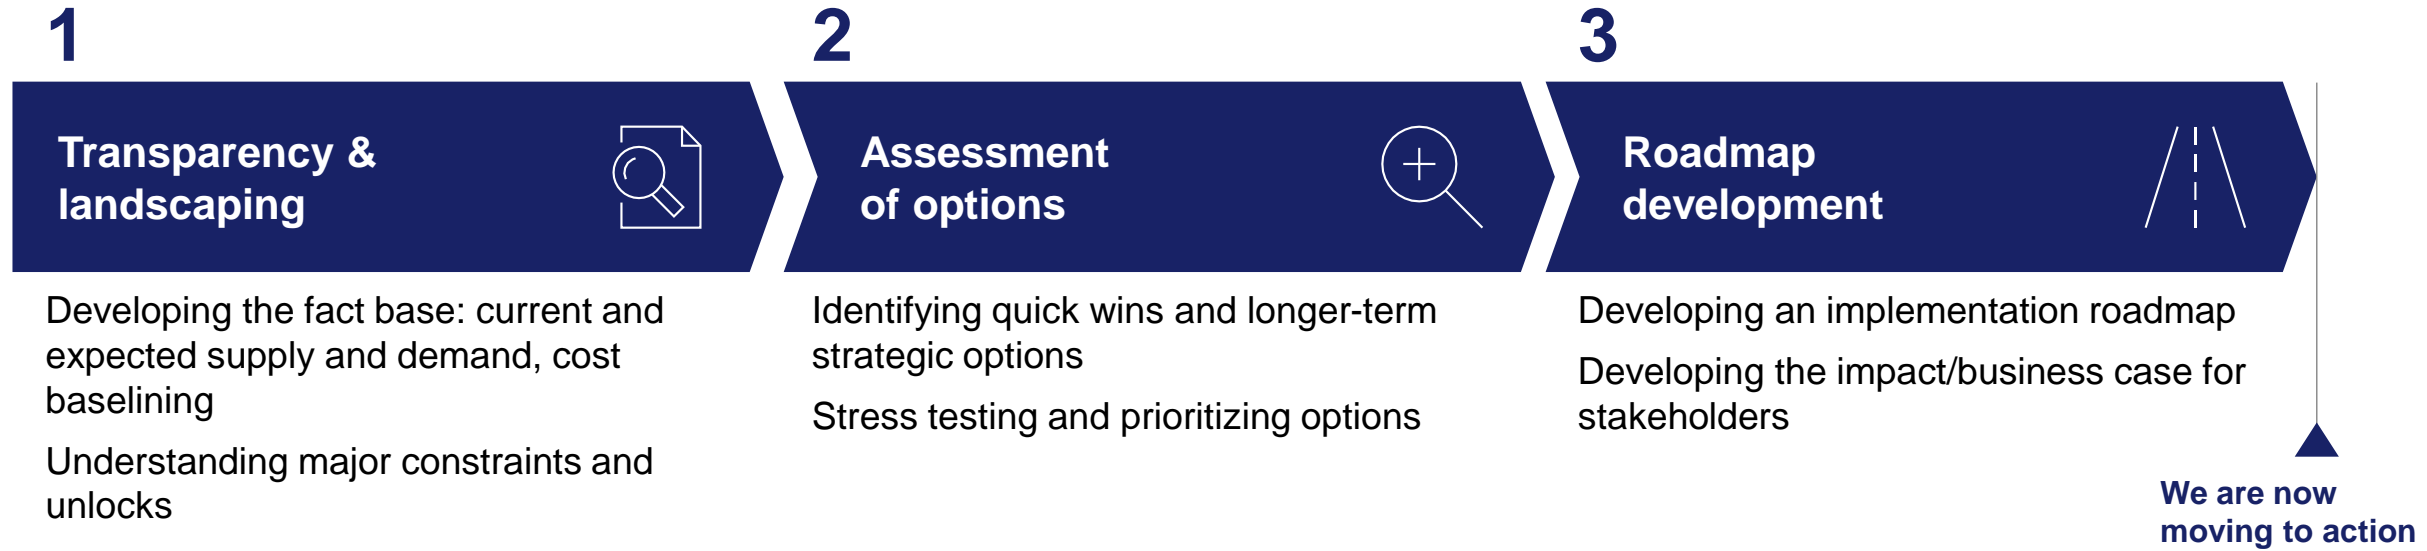 1
Transparency &
landscaping
Developing the fact base: current and
expected supply and demand, cost
baselining
Understanding major constraints and
unlocks
2
Assessment
of options
Identifying quick wins and longer-term
strategic options
Stress testing and prioritizing options
3
Roadmap
development
Developing an implementation roadmap
Developing the impact/business case for
stakeholders
We are now
moving to action